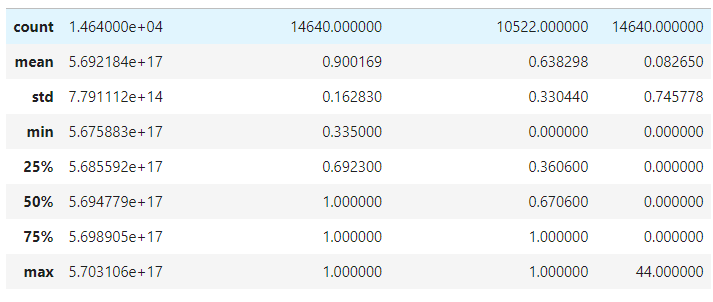 count 1.464000e+04 14640.000000 10522.000000 14640.000000
mean 5.692184e+17 0.900169 0.638298 0.082650
std 7.791112e+14 0.162830 0.330440 0.745778
min 5.675883e+17 0.335000 0.000000 0.000000
25% 5.685592e+17 0.692300 0.360600 0.000000
50% 5.694779e+17 1.000000 0.670600 0.000000
75% 5.698905e+17 1.000000 1.000000 0.000000
max 5.703106e+17 1.000000 1.000000 44.000000